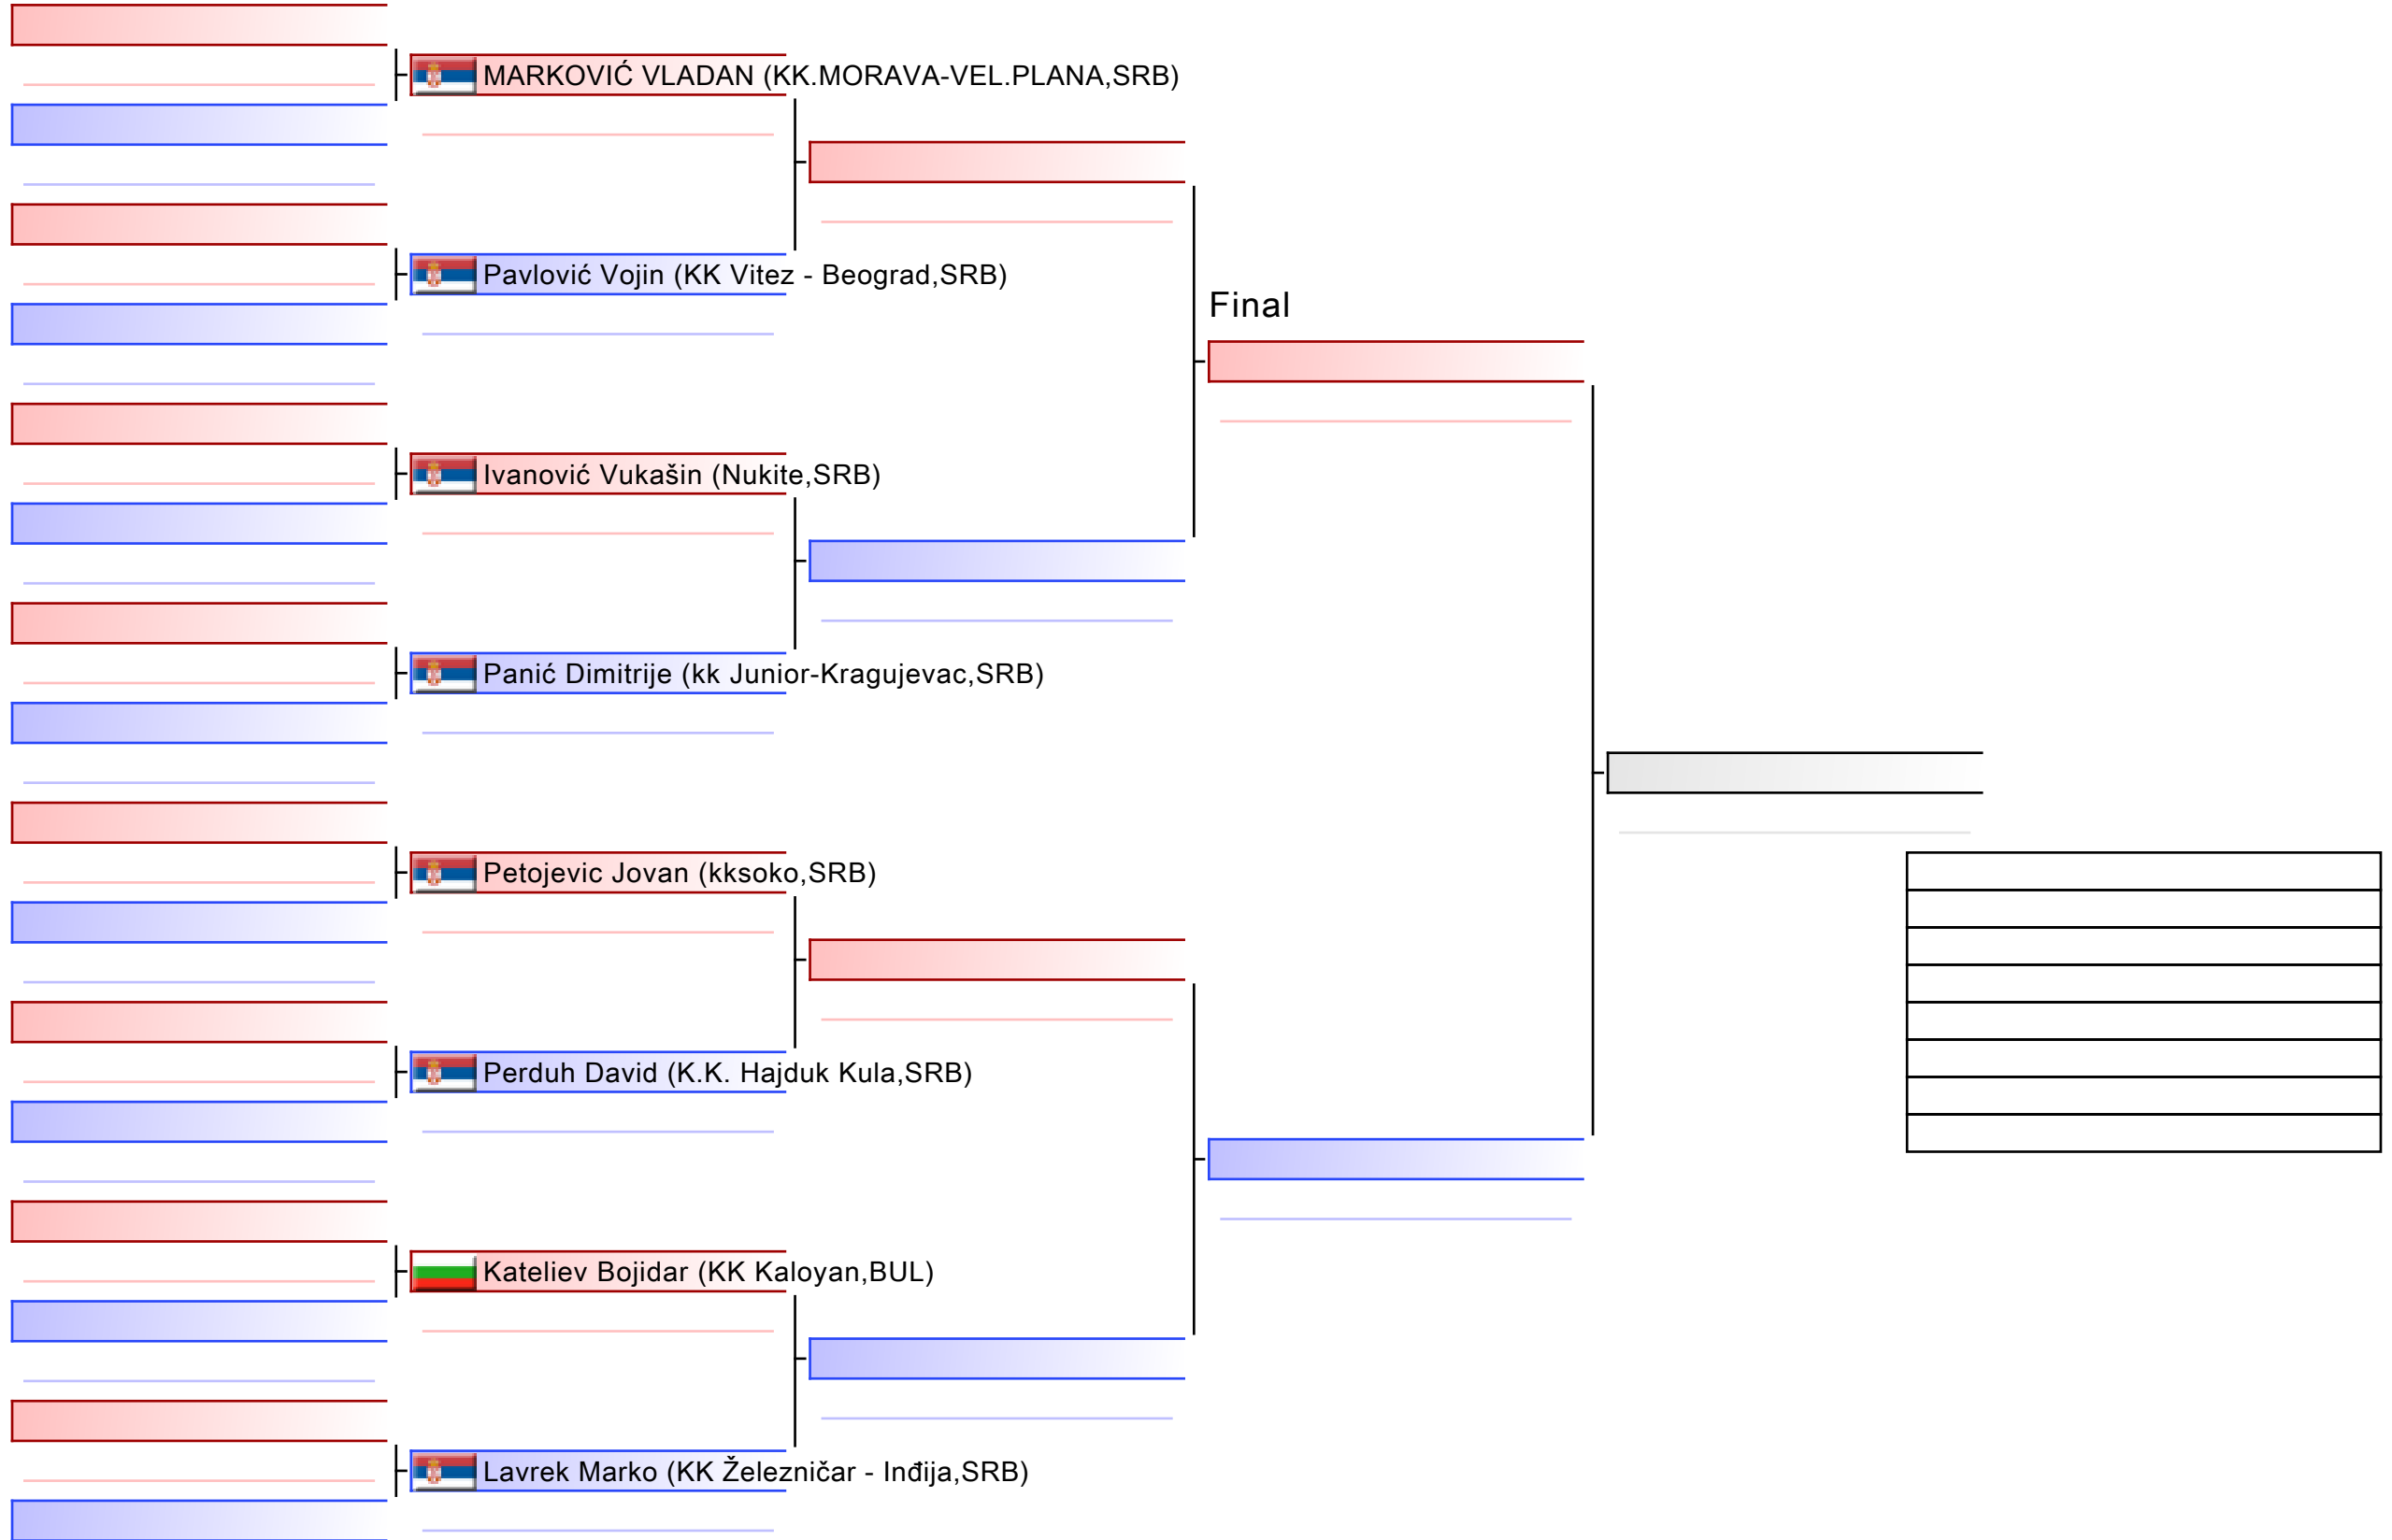 MARKOVIĆ VLADAN (KK.MORAVA-VEL.PLANA,SRB)
Pavlović Vojin (KK Vitez - Beograd,SRB)
Final
Ivanović Vukašin (Nukite,SRB)
Panić Dimitrije (kk Junior-Kragujevac,SRB)
Petojevic Jovan (kksoko,SRB)
Perduh David (K.K. Hajduk Kula,SRB)
Kateliev Bojidar (KK Kaloyan,BUL)
Lavrek Marko (KK Železničar - Inđija,SRB)